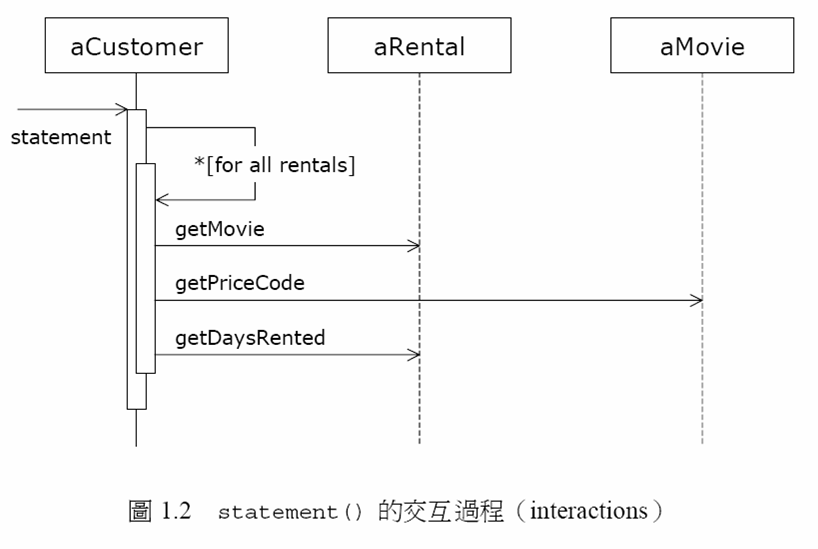 aCustomer
aRental
aMovie
statement
*[for all rentals]
getMovie
getPriceCode
getDaysRented
圖 1.2 statement() 的交互過程（interactions）